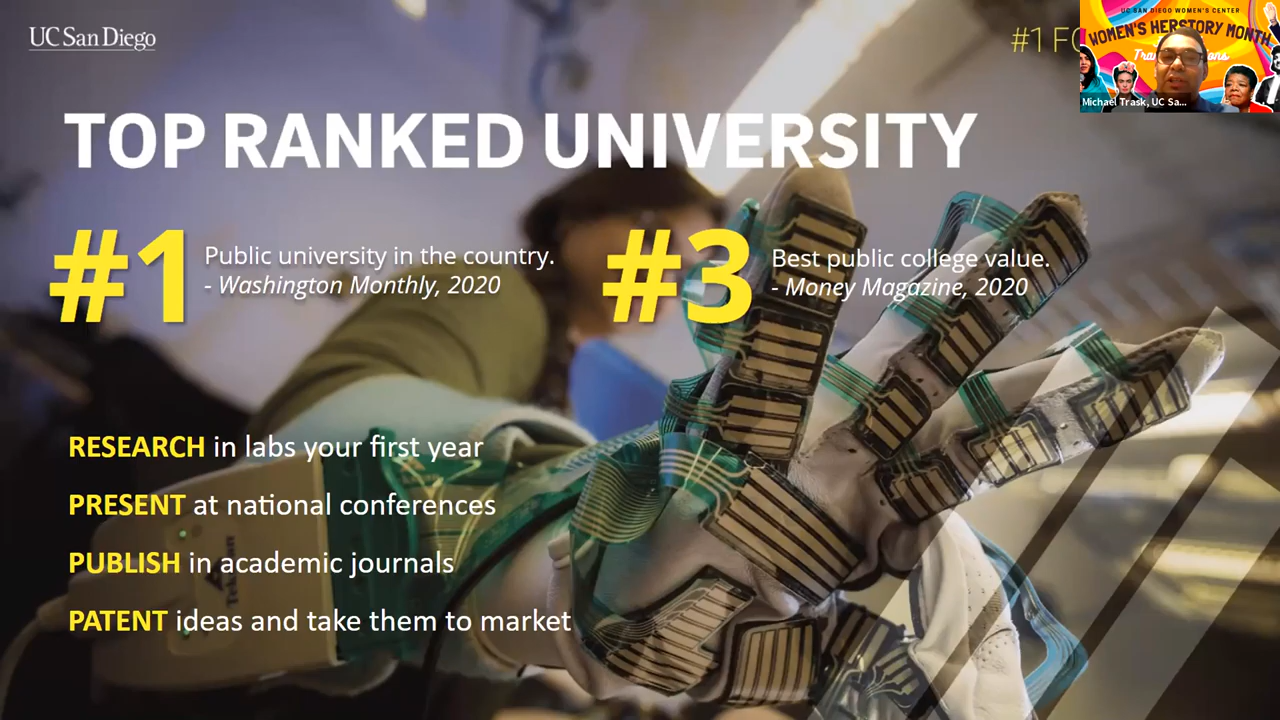 UC San Diego
#1 FO
UC SAN DIEGO WOMEN'S CENTER
WOMEN'S HERSTORY MONTH
Michael Trask, UC Sa...
TOP RANKED UNIVERSITY
#1 Public university in the country.
- Washington Monthly, 2020
#3 Best public college value.
- Money Magazine, 2020
RESEARCH in labs your first year
PRESENT at national conferences
PUBLISH in academic journals
PATENT ideas and take them to market
Tekscan